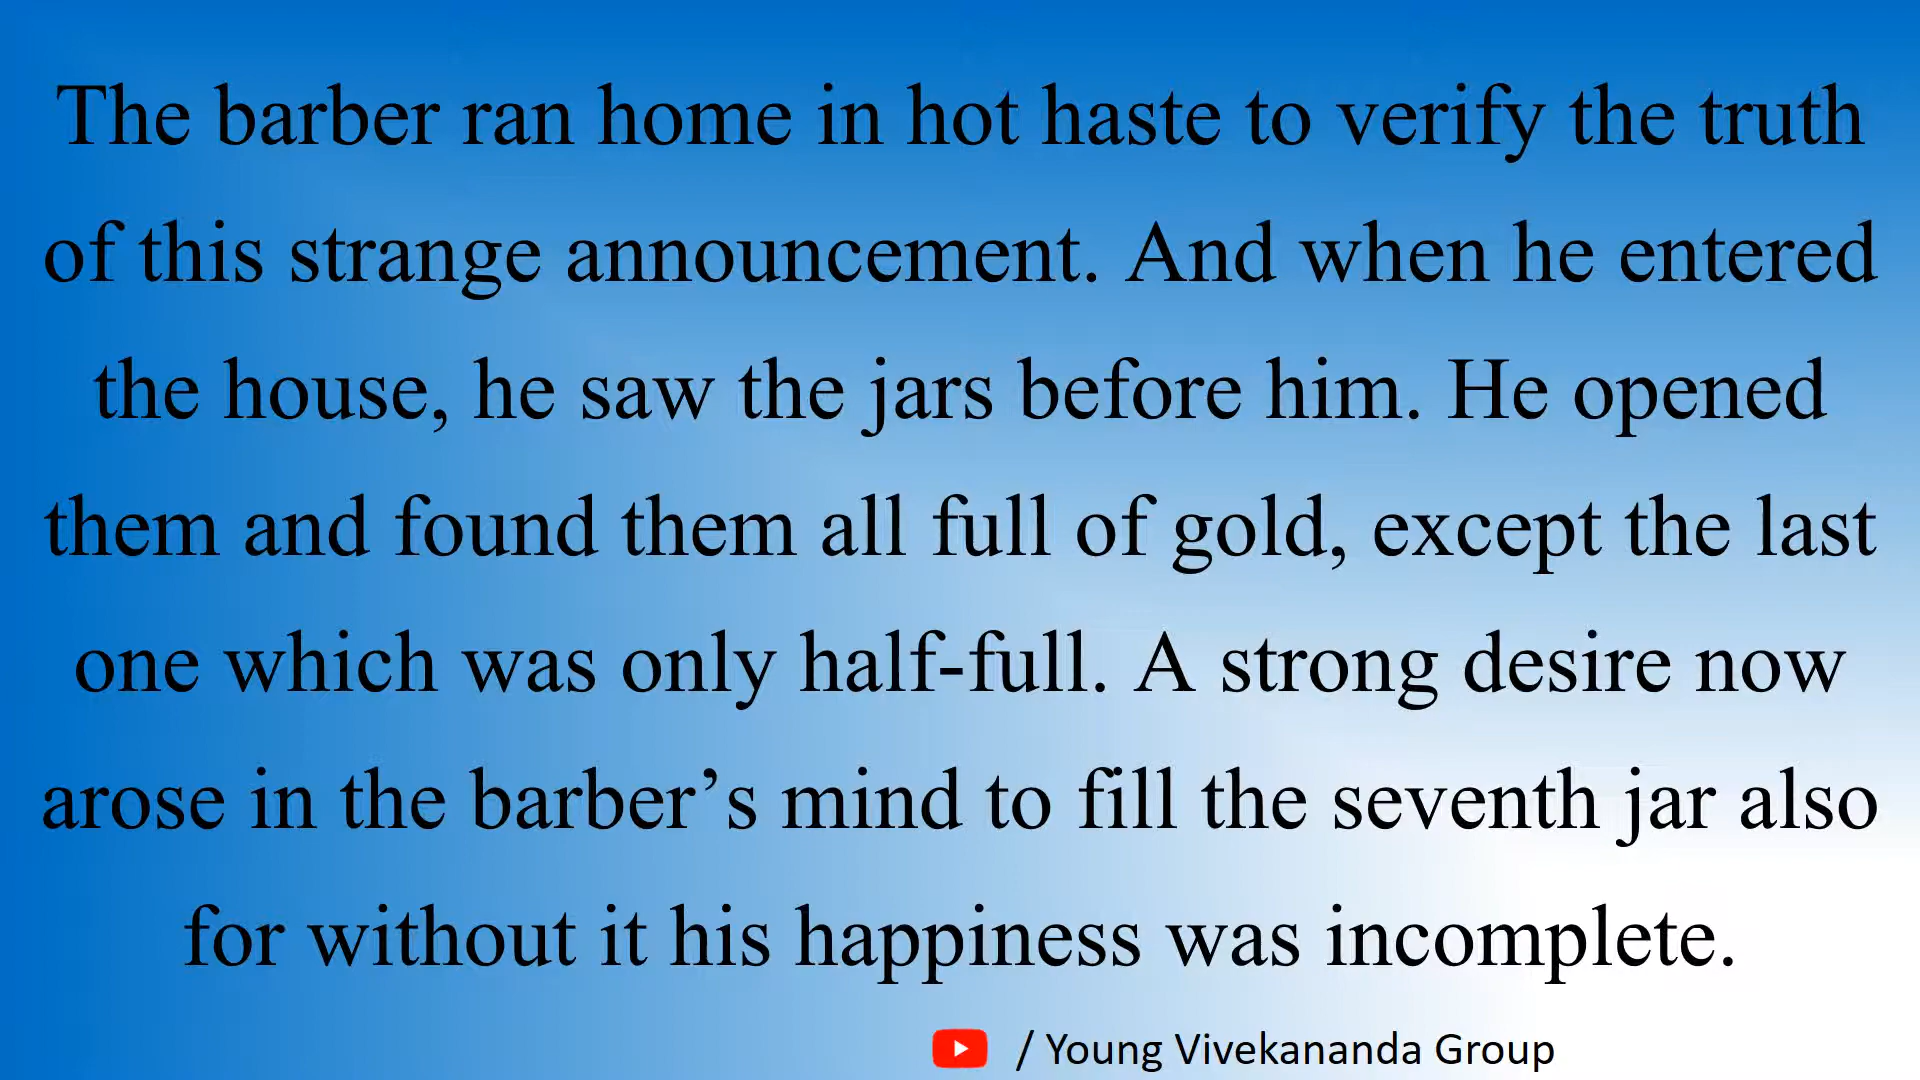 The barber ran home in hot haste to verify the truth
of this strange announcement. And when he entered
the house, he saw the jars before him. He opened
them and found them all full of gold, except the last
one which was only half-full. A strong desire now
arose in the barber’s mind to fill the seventh jar also
for without it his happiness was incomplete.
/ Young Vivekananda Group